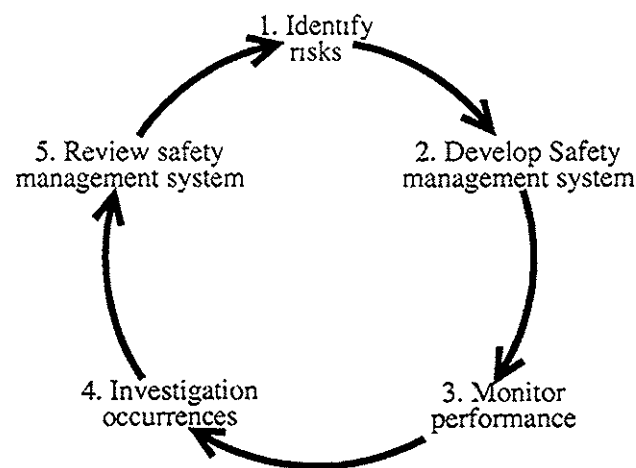 1. Identify
risks
2. Develop Safety
management system
3. Monitor
performance
4. Investigation
occurrences
5. Review safety
management system